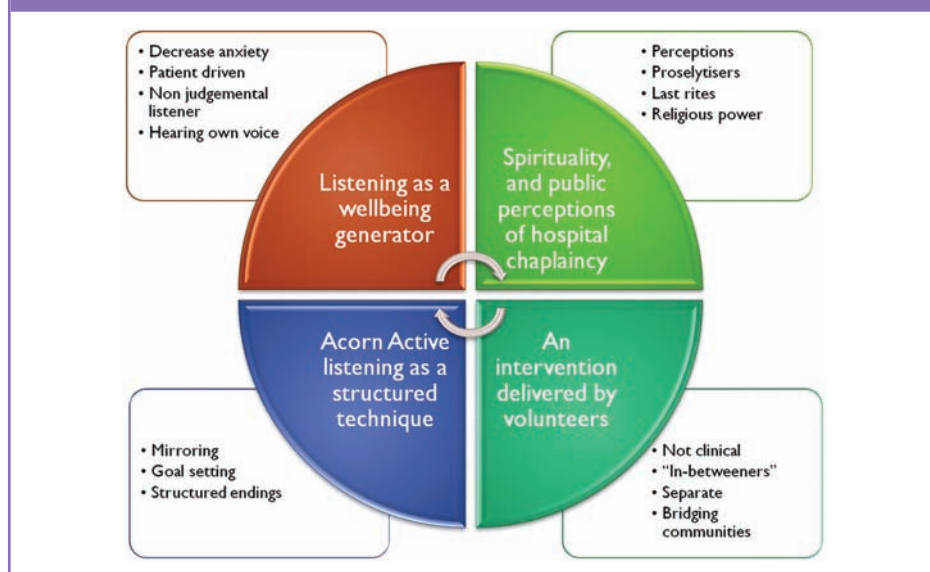 • Decrease anxiety
• Patient driven
• Non judgemental
listener
• Hearing own voice
• Perceptions
• Proselytisers
• Last rites
• Religious power
Listening as a
wellbeing
generator
Spirituality,
and public
perceptions
of hospital
chaplaincy
Acorn Active
listening as a
structured
technique
An
intervention
delivered by
volunteers
• Mirroring
• Goal setting
• Structured endings
• Not clinical
• "In-betweeners"
• Separate
• Bridging
communities